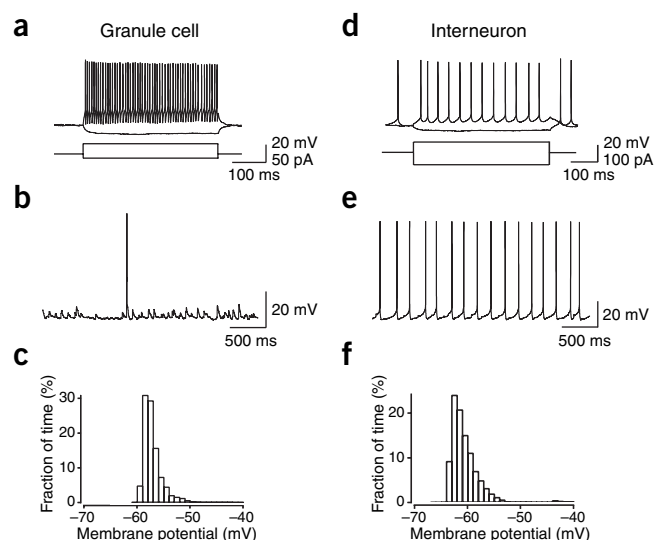 a
Granule cell
20 mV
50 pA
100 ms
b
20 mV
500 ms
c
Fraction of time (%)
30
20
10
0
−70
−60
−50
−40
Membrane potential (mV)
d
Interneuron
20 mV
100 pA
100 ms
e
20 mV
500 ms
f
Fraction of time (%)
20
10
0
−70
−60
−50
−40
Membrane potential (mV)